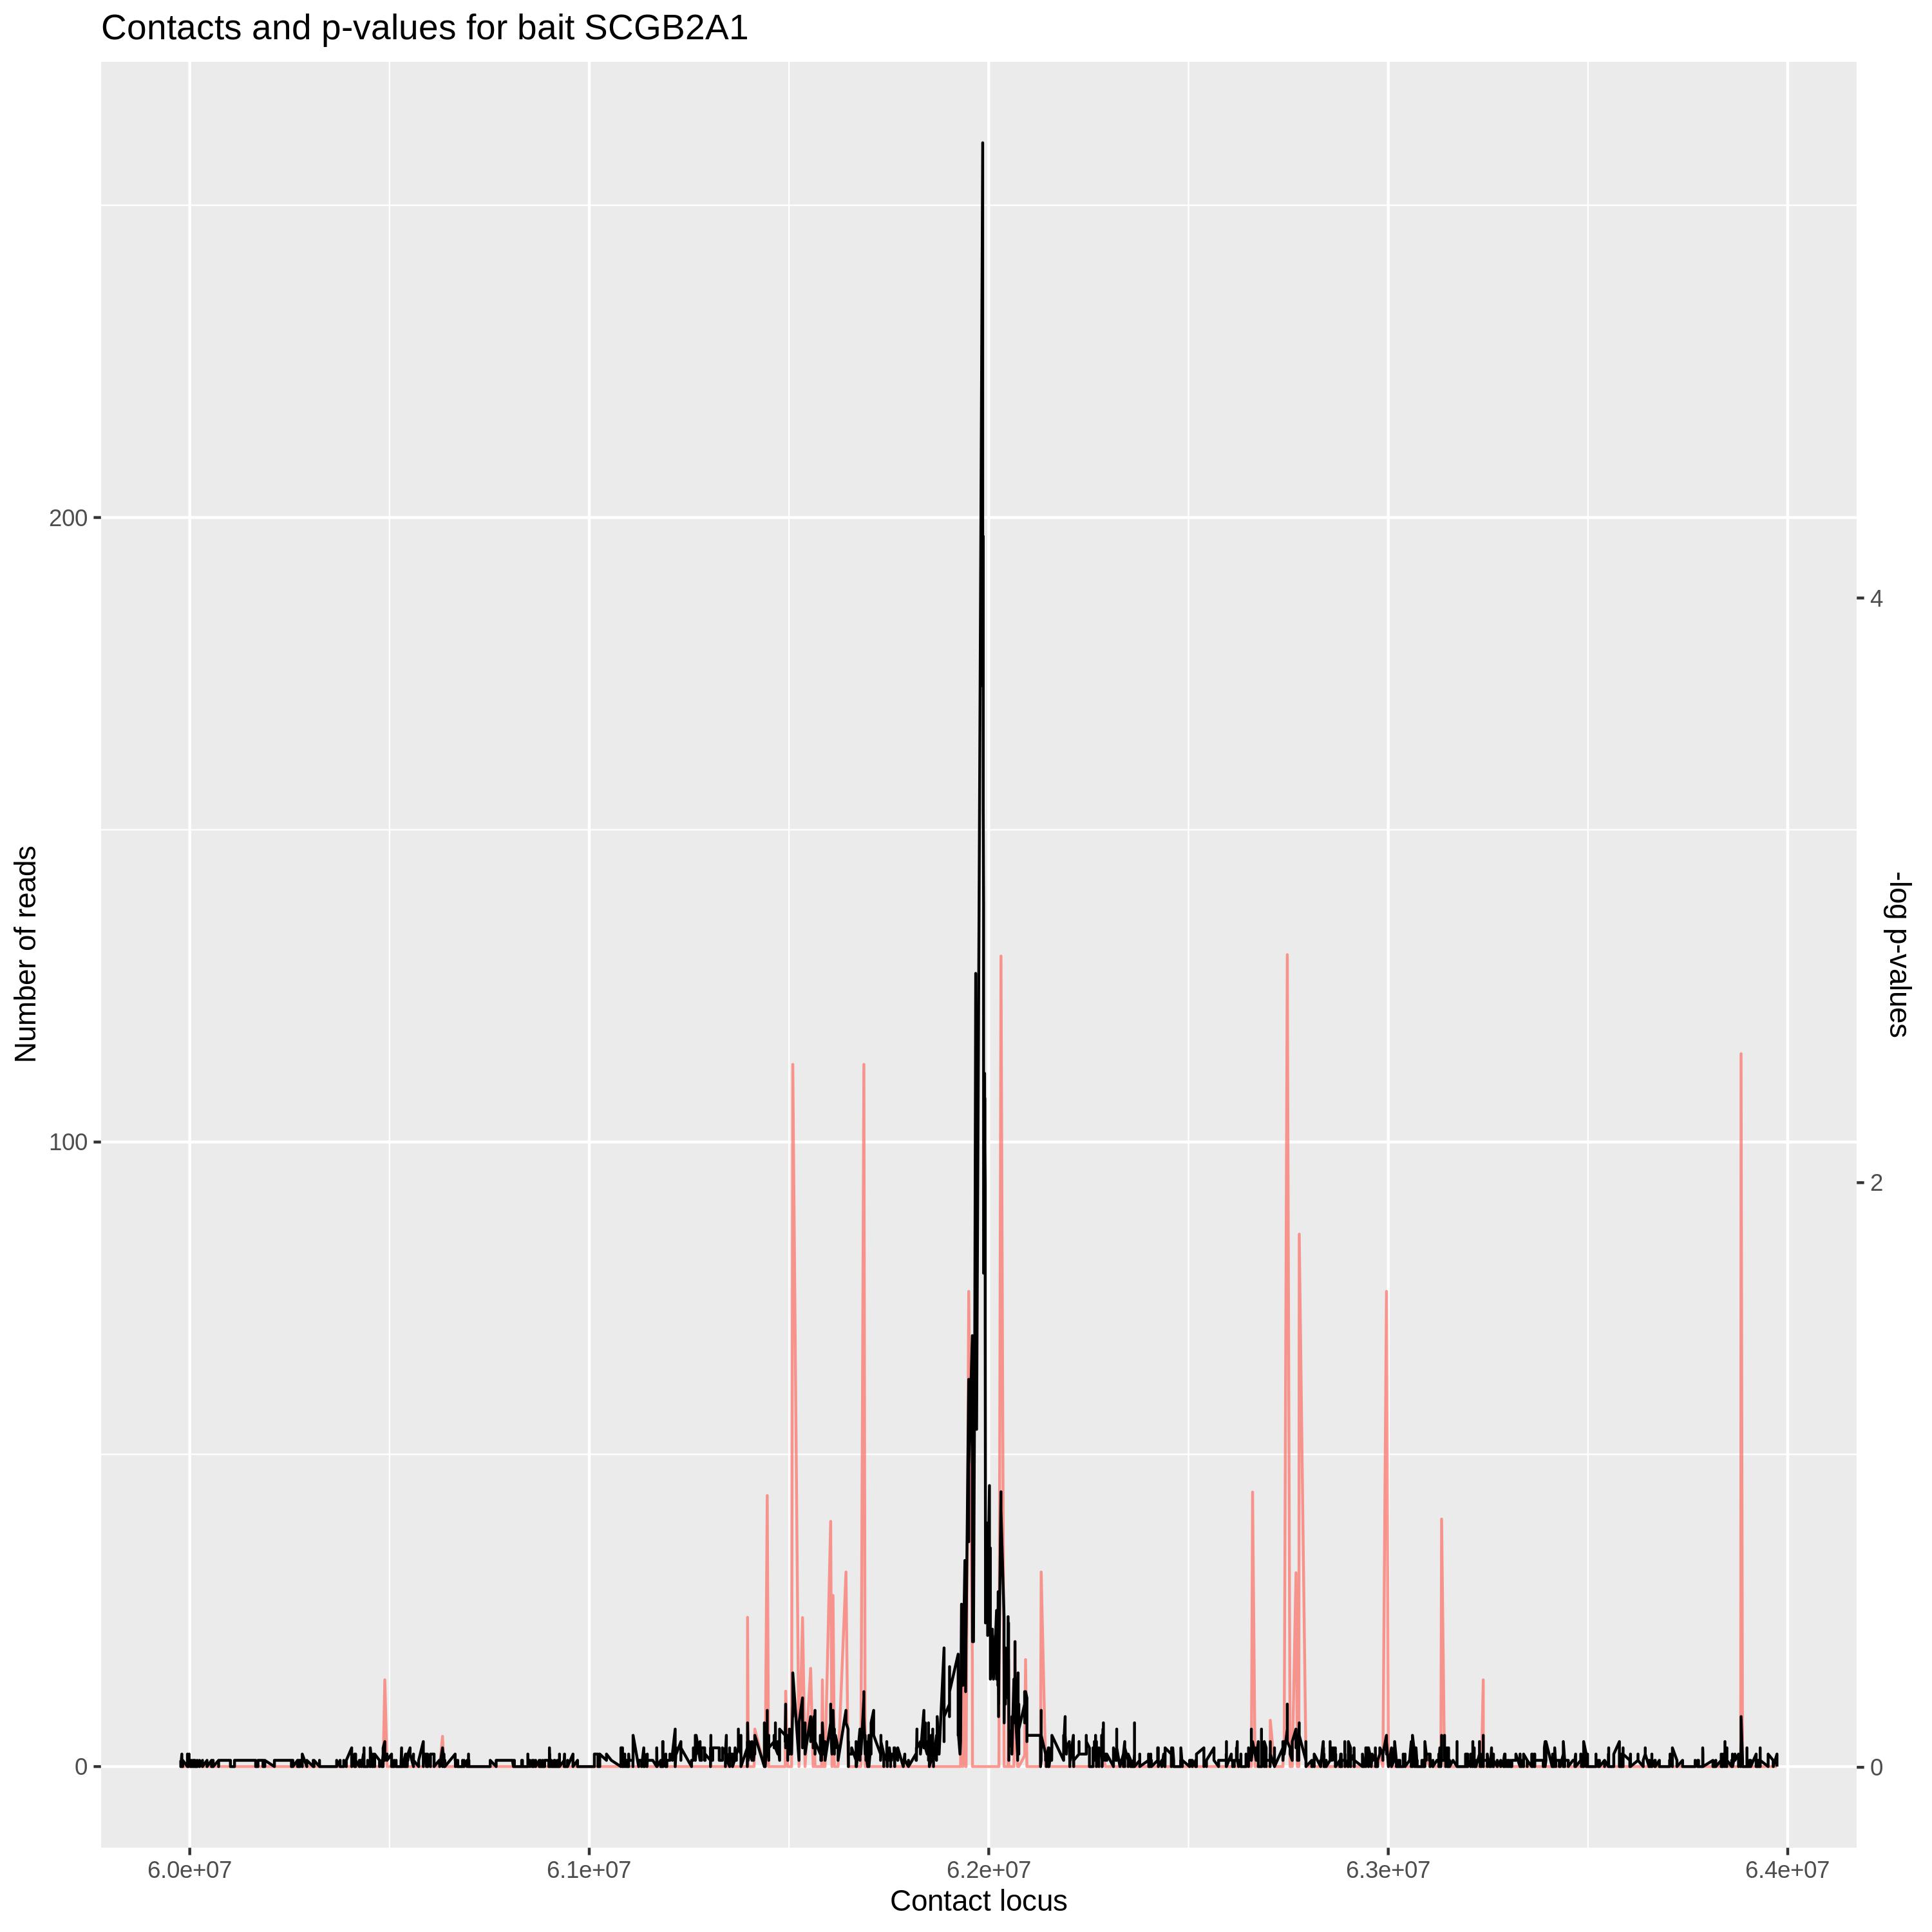 Contacts and p-values for bait SCGB2A1
200
100
0
Number of reads
4
2
0
-log p-values
6.0e+07 6.1e+07 6.2e+07 6.3e+07 6.4e+07
Contact locus